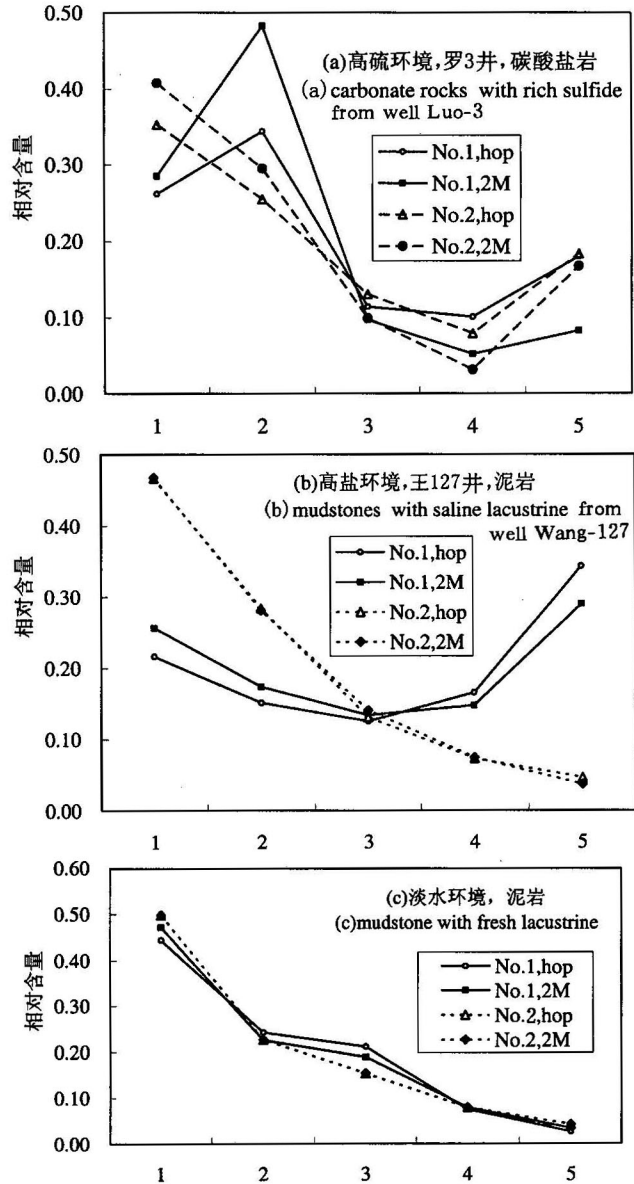 0.50
(a)高硫环境,罗3井,碳酸盐岩
(a) carbonate rocks with rich sulfide
from well Luo-3
0.40
No.1,hop
No.1,2M
No.2,hop
No.2,2M
0.30
0.20
0.10
0.00
相对含量
1 2 3 4 5
0.50
(b)高盐环境,王127井,泥岩
(b) mudstones with saline lacustrine from
well Wang-127
0.40
No.1,hop
No.1,2M
No.2,hop
No.2,2M
0.30
0.20
0.10
0.00
相对含量
1 2 3 4 5
0.60
(c)淡水环境，泥岩
(c)mudstone with fresh lacustrine
0.50
0.40
No.1,hop
No.1,2M
No.2,hop
No.2,2M
0.30
0.20
0.10
0.00
相对含量
1 2 3 4 5